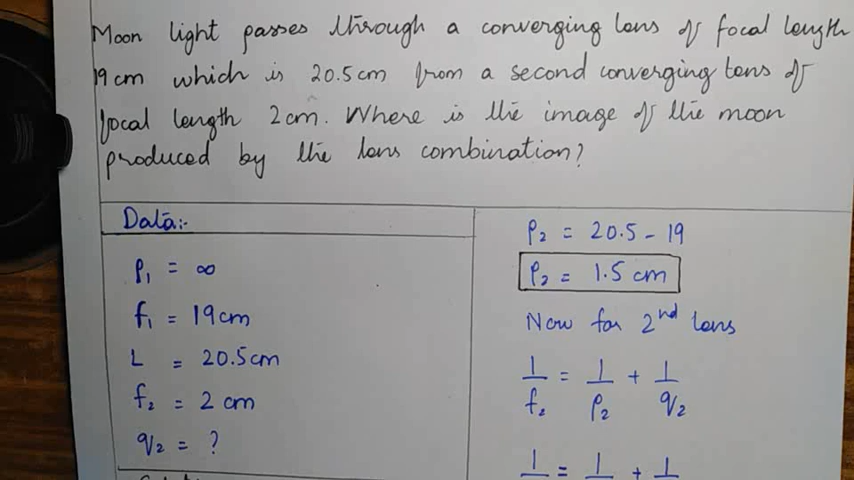 Moon light passes through a converging lens of focal length
19 cm which is 20.5 cm from a second converging lens of
focal length 2 cm. Where is the image of the moon
produced by the lens combination?
Data:-
P₁ = ∞
f₁ = 19 cm
L = 20.5 cm
f₂ = 2 cm
q₂ = ?
P₂ = 20.5 - 19
P₂ = 1.5 cm
Now for 2nd lens
1/f₂ = 1/P₂ + 1/q₂